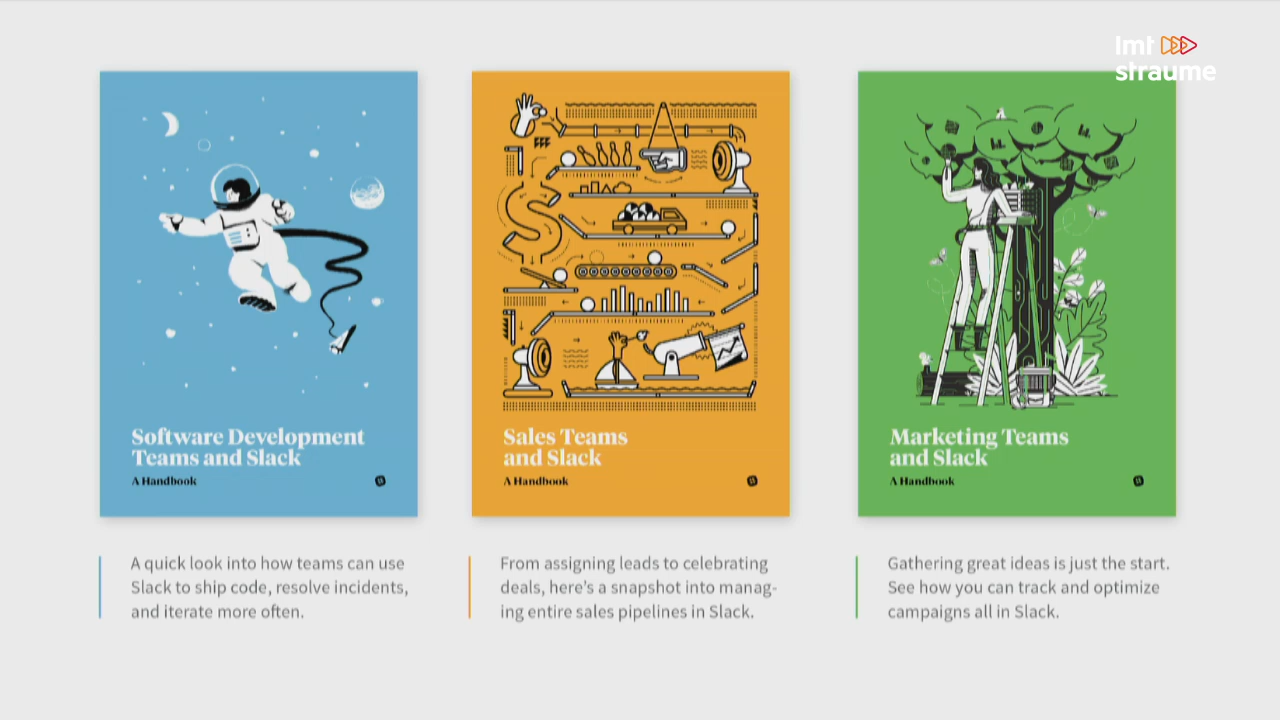 lmt
straume
Software Development
Teams and Slack
A Handbook
Sales Teams
and Slack
A Handbook
Marketing Teams
and Slack
A Handbook
A quick look into how teams can use
Slack to ship code, resolve incidents,
and iterate more often.
From assigning leads to celebrating
deals, here's a snapshot into manag-
ing entire sales pipelines in Slack.
Gathering great ideas is just the start.
See how you can track and optimize
campaigns all in Slack.